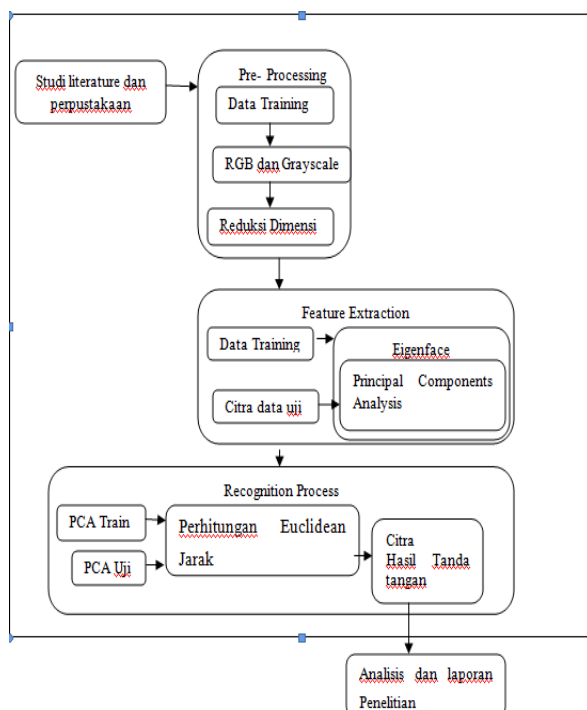 Studi literature dan
perpustakaan
Pre- Processing
Data Training
RGB dan Grayscale
Reduksi Dimensi
Feature Extraction
Data Training
Eigenface
Principal Components
Analysis
Citra data uji
Recognition Process
PCA Train
PCA Uji
Perhitungan Euclidean
Jarak
Citra
Hasil Tanda
tangan
Analisis dan laporan
Penelitian